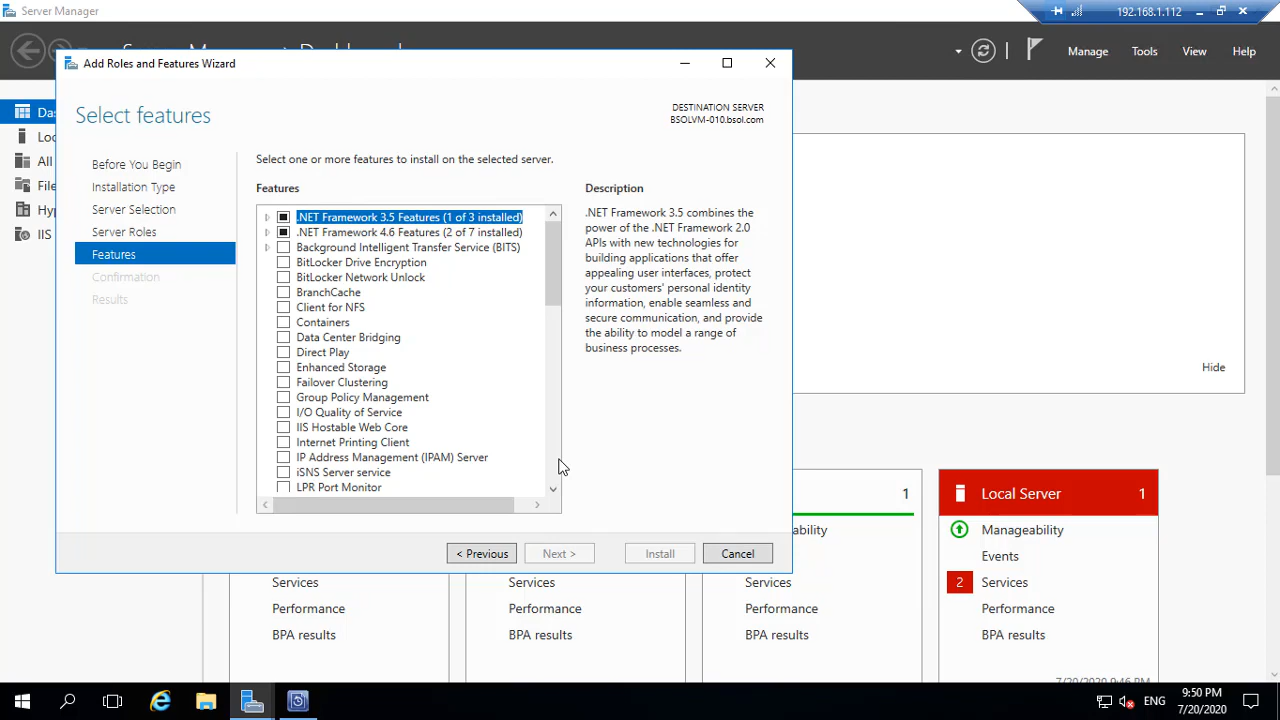 Server Manager
192.168.1.112
Manage
Tools
View
Help
Add Roles and Features Wizard
Select features
DESTINATION SERVER
BSOLVM-010.bsol.com
Before You Begin
Installation Type
Server Selection
Server Roles
Features
Confirmation
Results
Select one or more features to install on the selected server.
Features
.NET Framework 3.5 Features (1 of 3 installed)
.NET Framework 4.6 Features (2 of 7 installed)
Background Intelligent Transfer Service (BITS)
BitLocker Drive Encryption
BitLocker Network Unlock
BranchCache
Client for NFS
Containers
Data Center Bridging
Direct Play
Enhanced Storage
Failover Clustering
Group Policy Management
I/O Quality of Service
IIS Hostable Web Core
Internet Printing Client
IP Address Management (IPAM) Server
iSNS Server service
LPR Port Monitor
Description
.NET Framework 3.5 combines the
power of the .NET Framework 2.0
APIs with new technologies for
building applications that offer
appealing user interfaces, protect
your customers' personal identity
information, enable seamless and
secure communication, and provide
the ability to model a range of
business processes.
< Previous
Next >
Install
Cancel
Das
Loc
All
File
Hyp
IIS
Hide
1
Local Server
1
ability
Manageability
Events
Services
Services
Services
2
Services
Performance
Performance
Performance
Performance
BPA results
BPA results
BPA results
BPA results
7/20/2020 9:46 PM
ENG
9:50 PM
7/20/2020